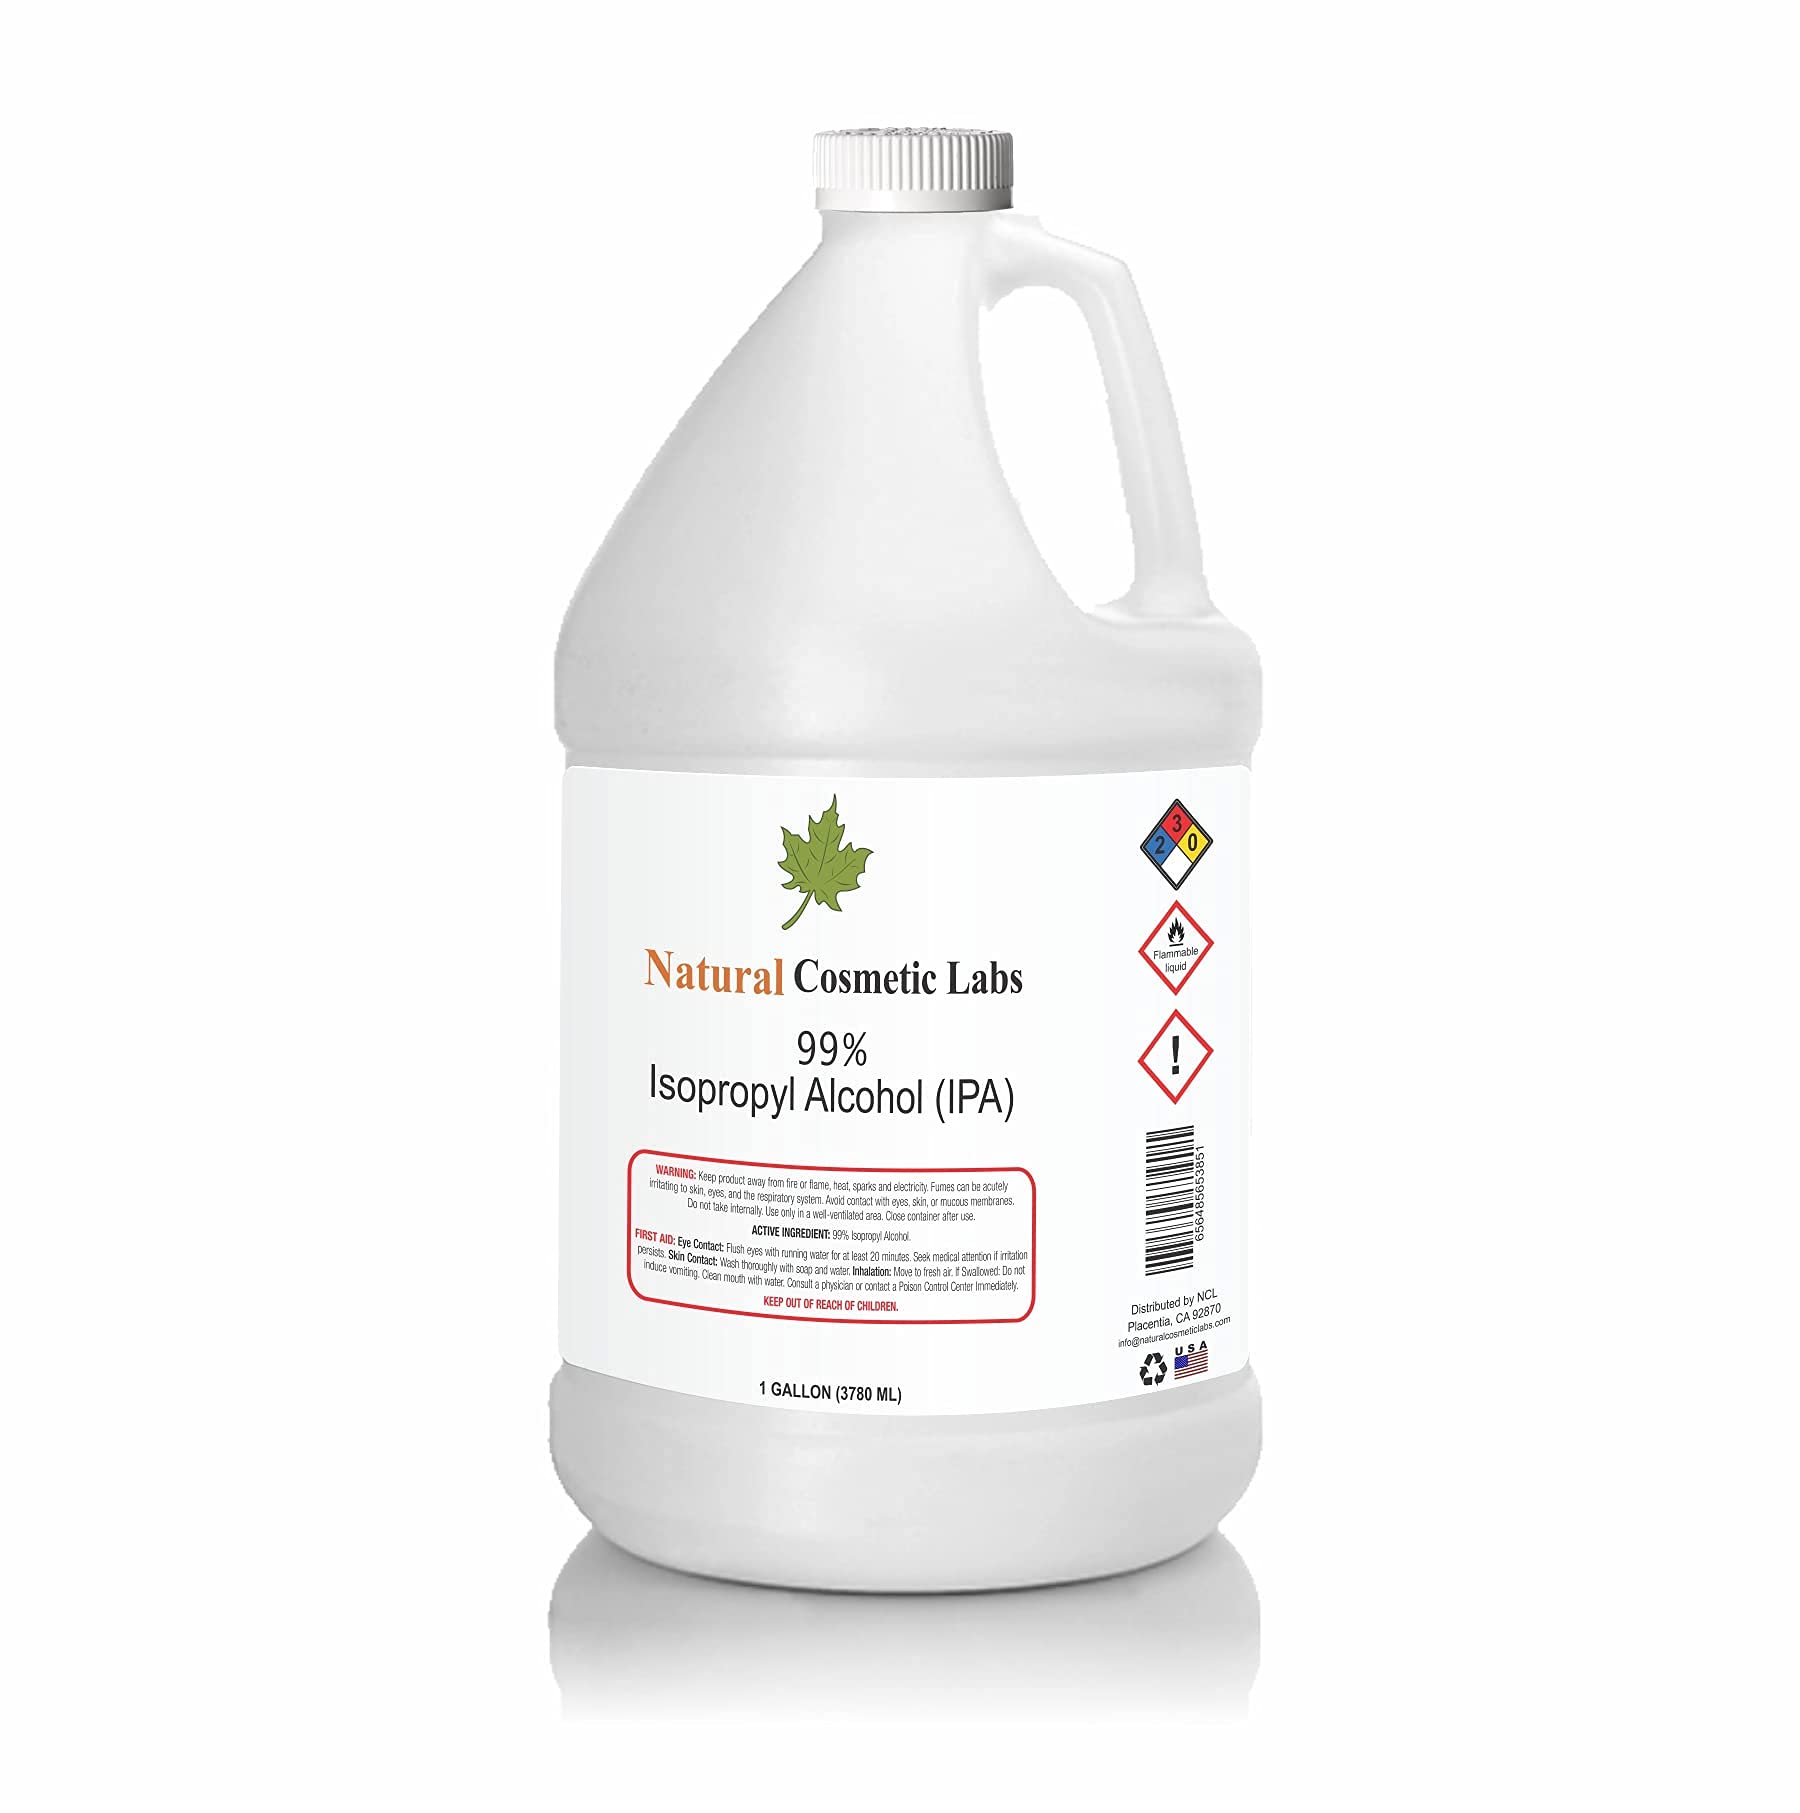 Natural Cosmetic Labs
99%
Isopropyl Alcohol (IPA)
WARNING: Keep product away from fire or flame, heat, sparks and electricity. Fumes can be acutely
irritating to skin, eyes, and the respiratory system. Avoid contact with eyes, skin, or mucous membranes.
Do not take internally. Use only in a well-ventilated area. Close container after use.
ACTIVE INGREDIENT: 99% Isopropyl Alcohol.
FIRST AID: Eye Contact: Flush eyes with running water for at least 20 minutes. Seek medical attention if irritation
persists. Skin Contact: Wash thoroughly with soap and water. Inhalation: Move to fresh air. If Swallowed: Do not
induce vomiting. Clean mouth with water. Consult a physician or contact a Poison Control Center Immediately.
KEEP OUT OF REACH OF CHILDREN.
1 GALLON (3780 ML)
3
2 0
Flammable
liquid
!
656485653851
Distributed by NCL
Placentia, CA 92870
info@naturalcosmeticlabs.com
USA